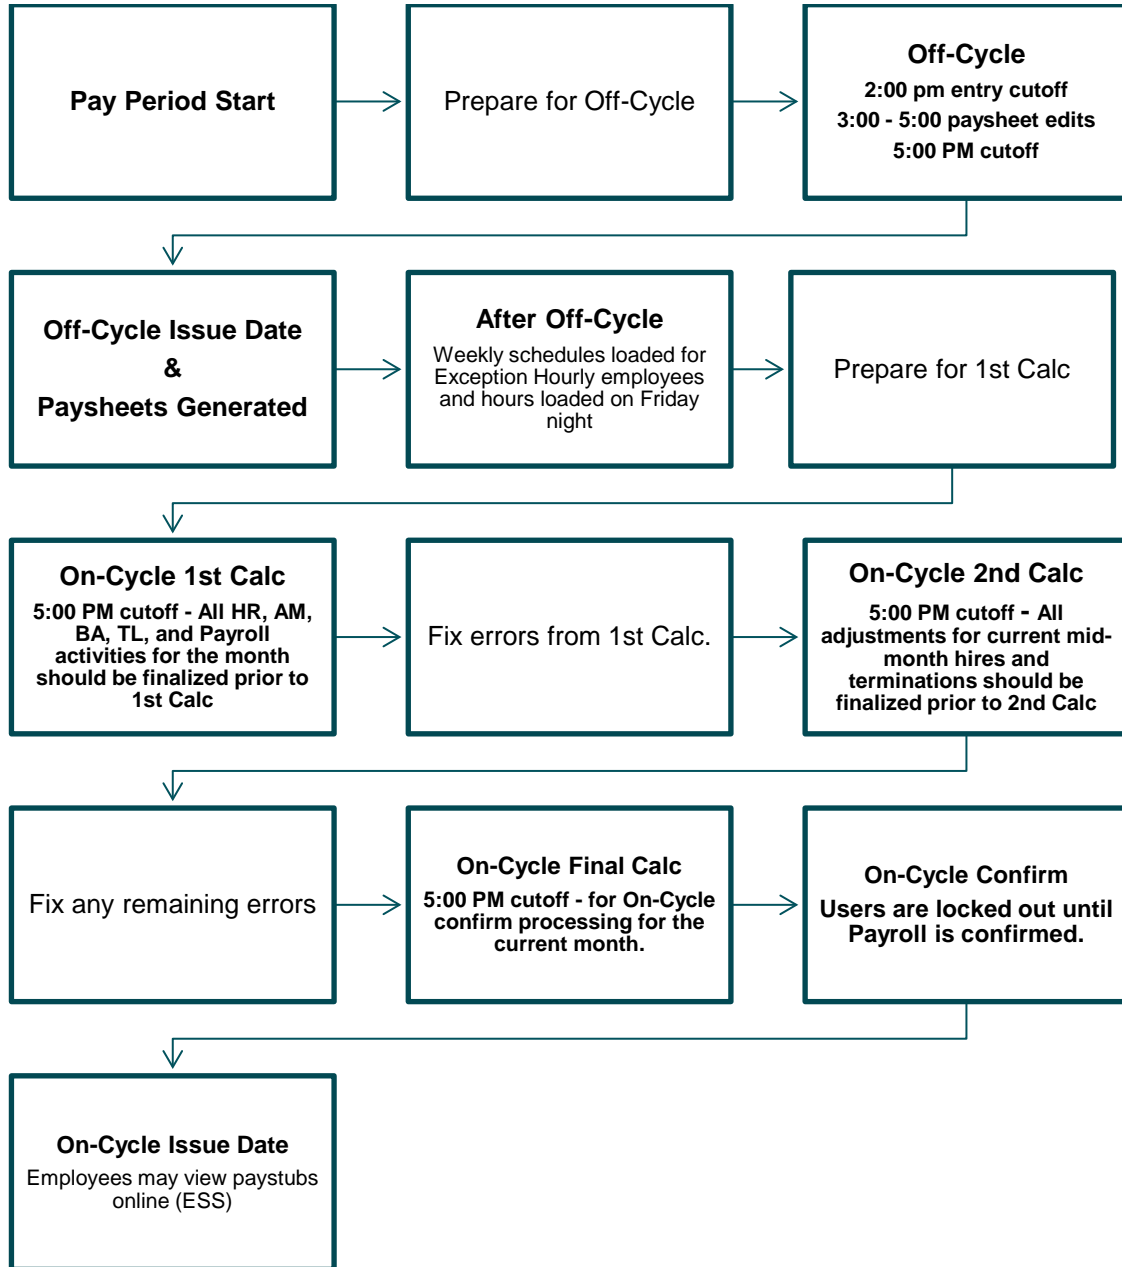 Pay Period Start
Prepare for Off-Cycle
Off-Cycle
2:00 pm entry cutoff
3:00 - 5:00 paysheet edits
5:00 PM cutoff
Off-Cycle Issue Date
&
Paysheets Generated
After Off-Cycle
Weekly schedules loaded for
Exception Hourly employees
and hours loaded on Friday
night
Prepare for 1st Calc
On-Cycle 1st Calc
5:00 PM cutoff - All HR, AM,
BA, TL, and Payroll
activities for the month
should be finalized prior to
1st Calc
Fix errors from 1st Calc.
On-Cycle 2nd Calc
5:00 PM cutoff - All
adjustments for current mid-
month hires and
terminations should be
finalized prior to 2nd Calc
Fix any remaining errors
On-Cycle Final Calc
5:00 PM cutoff - for On-Cycle
confirm processing for the
current month.
On-Cycle Confirm
Users are locked out until
Payroll is confirmed.
On-Cycle Issue Date
Employees may view paystubs
online (ESS)